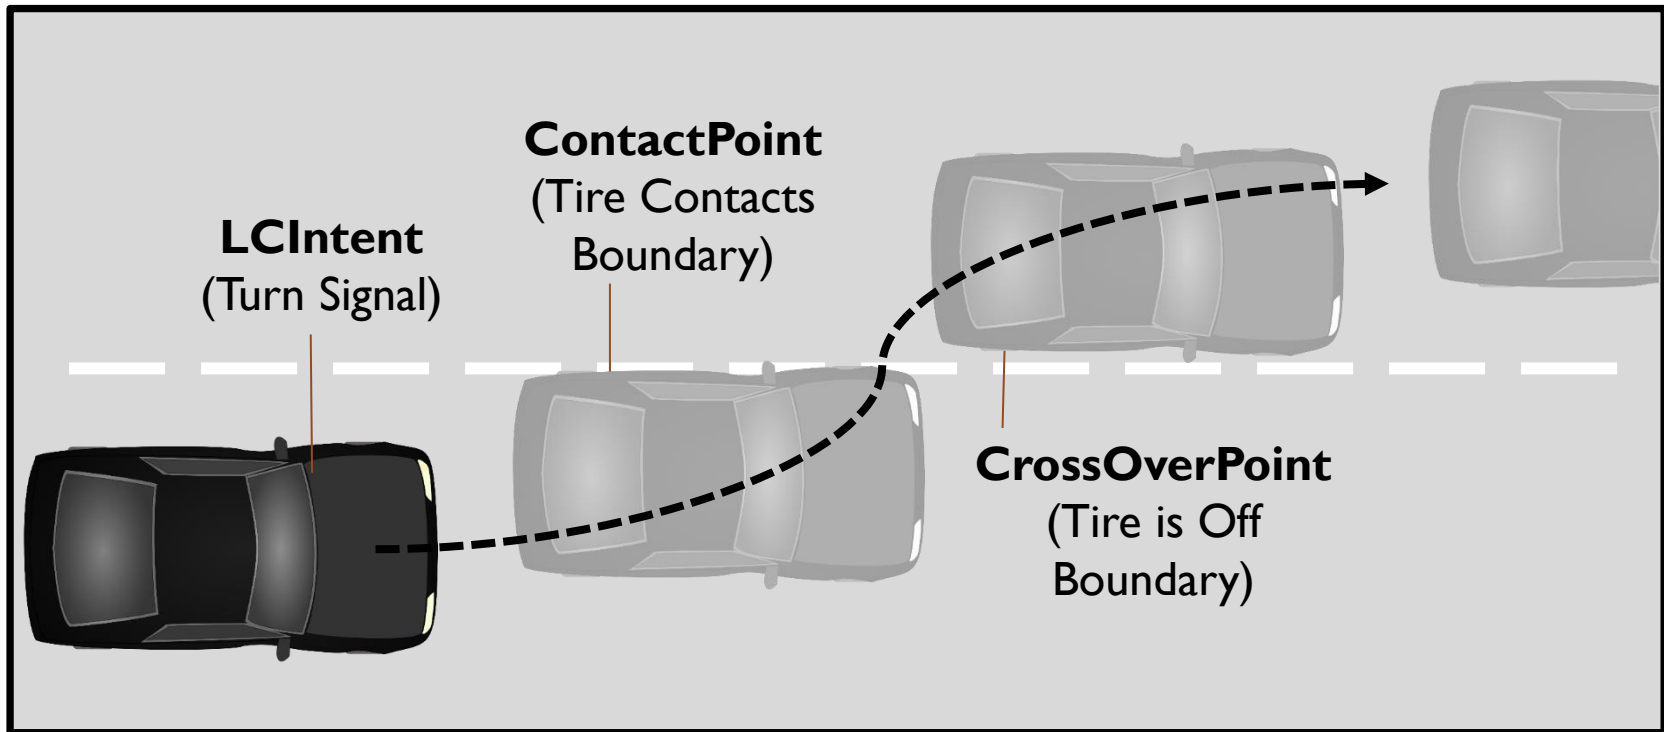 LCIntent
(Turn Signal)
ContactPoint
(Tire Contacts
Boundary)
CrossOverPoint
(Tire is Off
Boundary)